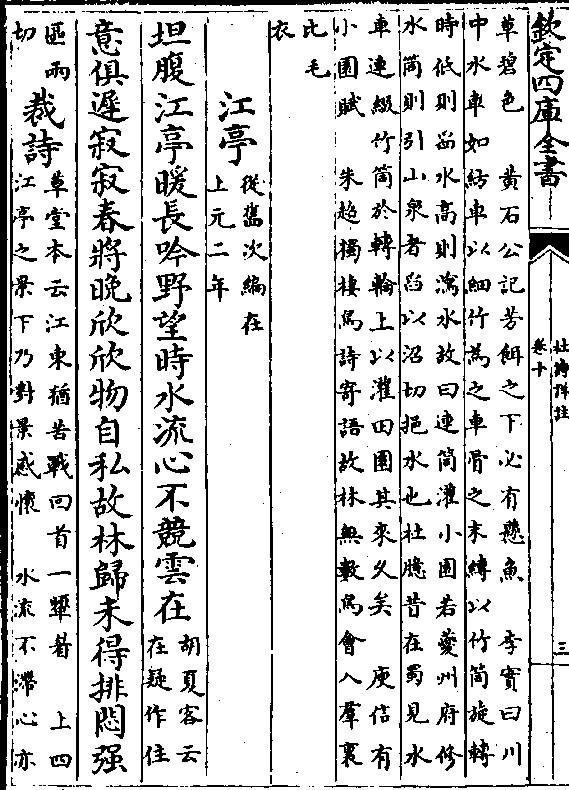 欽定四庫全書
杜詩詳註
卷十
三
草碧色　黄石公記芳餌之下必有懸魚　李實曰川
中水車如紡車以細竹為之車骨之末縛以竹筒旋轉
時低則舀水高則瀉水故曰連筒灌小園若夔州府修
水筒則引山泉者舀以沼切挹水也杜臆昔在蜀見水
車連綴竹筒於轉輪上以灌田園其來久矣　庾信有
小園賦　朱超獨棲鳥詩寄語故林無數鳥會入羣裏
比毛
衣
江亭
從舊次編在
上元二年
坦腹江亭暖長吟野望時水流心不競雲在
胡夏客云
在疑作住
意俱遲寂寂春將晚欣欣物自私故林歸未得排悶强
區兩
切
裁詩
草堂本云江東猶苦戰回首一顰眉　上四
江亭之景下乃對景感懷　水流不滯心亦